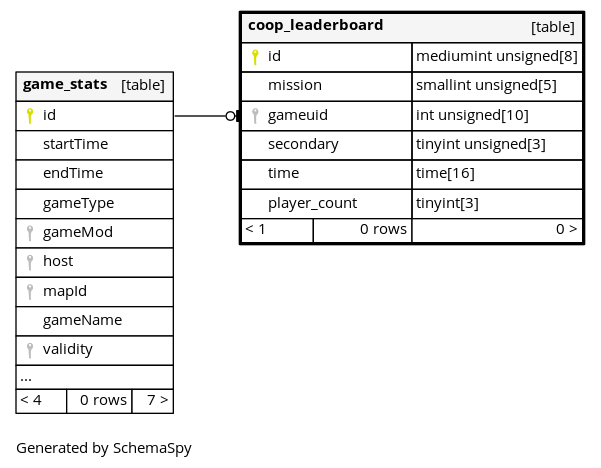 coop_leaderboard [table]
id mediumint unsigned[8]
mission smallint unsigned[5]
gameuid int unsigned[10]
secondary tinyint unsigned[3]
time time[16]
player_count tinyint[3]
< 1 0 rows 0 >
game_stats [table]
id
startTime
endTime
gameType
gameMod
host
mapId
gameName
validity
...
< 4 0 rows 7 >
Generated by SchemaSpy